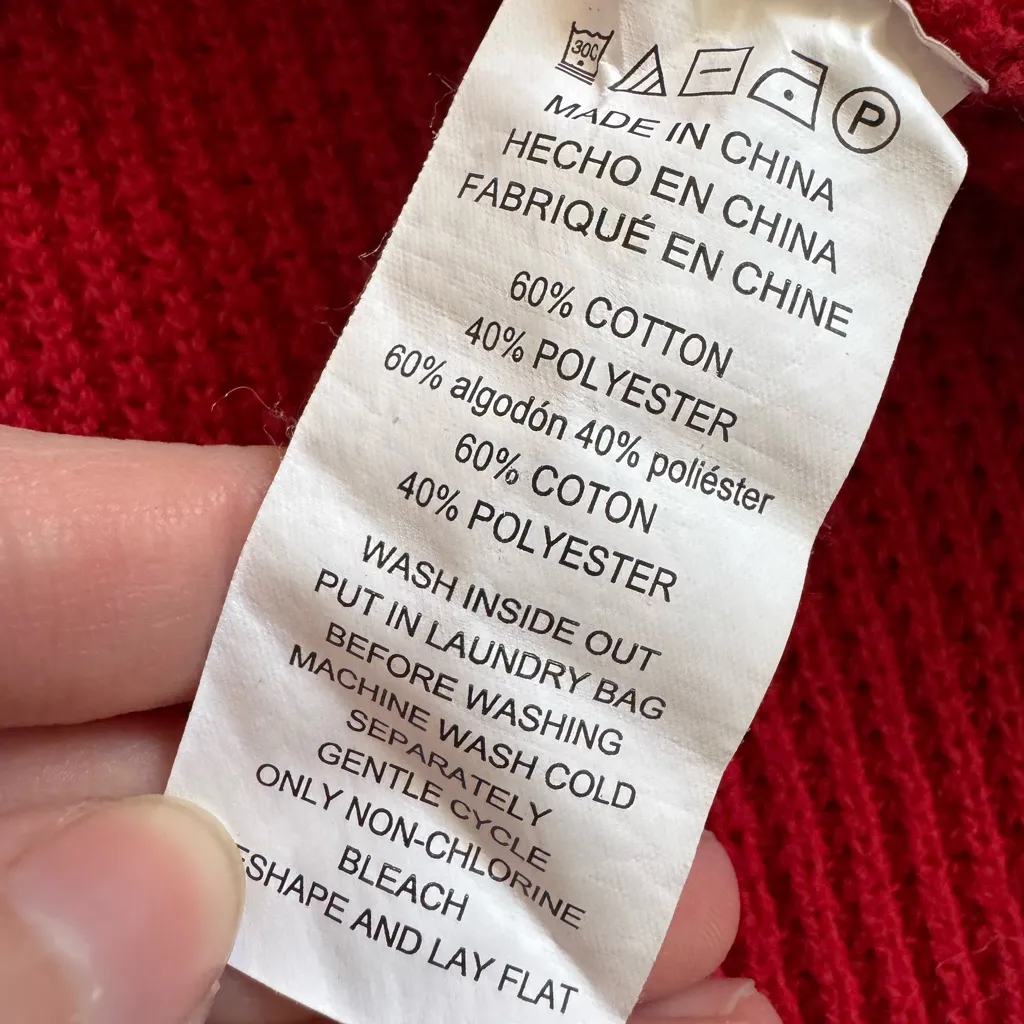 30C
P
MADE IN CHINA
HECHO EN CHINA
FABRIQUÉ EN CHINE
60% COTTON
40% POLYESTER
60% algodón 40% poliéster
60% COTON
40% POLYESTER
WASH INSIDE OUT
PUT IN LAUNDRY BAG
BEFORE WASHING
MACHINE WASH COLD
SEPARATELY
GENTLE CYCLE
ONLY NON-CHLORINE
BLEACH
ESHAPE AND LAY FLAT